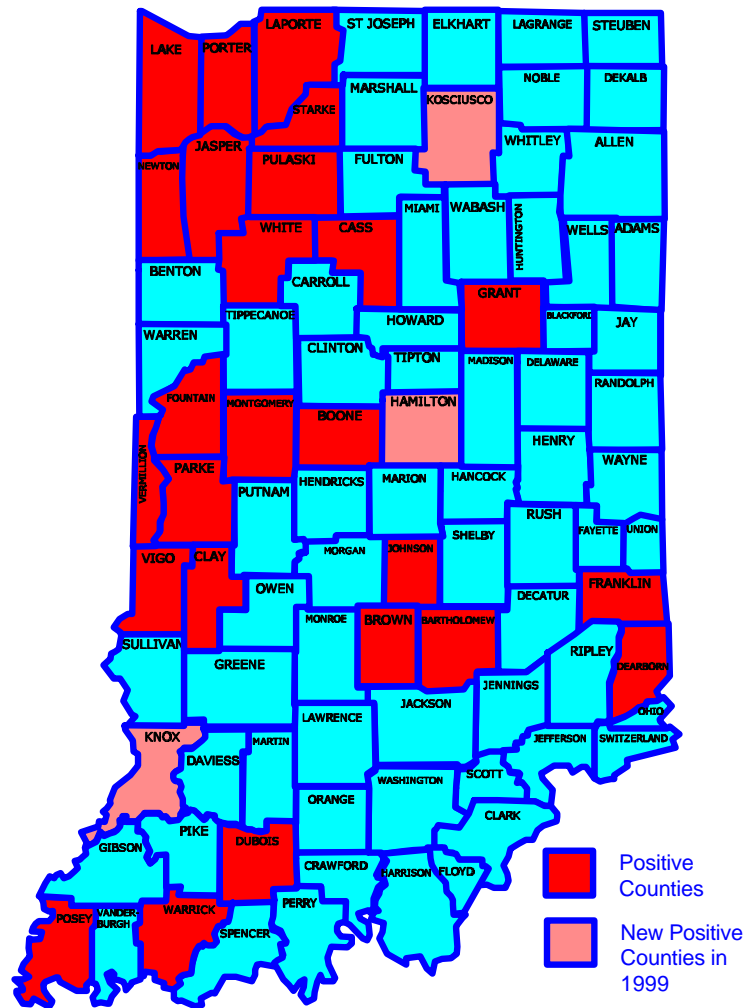 LAKE
PORTER
LAPORTE
ST JOSEPH
ELKHART
LAGRANGE
STEUBEN
NOBLE
DEKALB
MARSHALL
KOSCIUSCO
STARKE
WHITLEY
ALLEN
NEWTON
JASPER
PULASKI
FULTON
MIAMI
WABASH
HUNTINGTON
WELLS
ADAMS
WHITE
CASS
BENTON
CARROLL
GRANT
TIPPECANOE
HOWARD
BLACKFORD
JAY
WARREN
CLINTON
TIPTON
MADISON
DELAWARE
RANDOLPH
FOUNTAIN
MONTGOMERY
BOONE
HAMILTON
HENRY
WAYNE
VERMILLION
PARKE
PUTNAM
HENDRICKS
MARION
HANCOCK
RUSH
FAYETTE
UNION
VIGO
CLAY
MORGAN
JOHNSON
SHELBY
OWEN
DECATUR
FRANKLIN
MONROE
BROWN
BARTHOLOMEW
SULLIVAN
GREENE
RIPLEY
DEARBORN
JENNINGS
JACKSON
LAWRENCE
OHIO
KNOX
DAVIESS
MARTIN
JEFFERSON
SWITZERLAND
WASHINGTON
SCOTT
ORANGE
CLARK
GIBSON
PIKE
DUBOIS
CRAWFORD
HARRISON
FLOYD
POSEY
VANDER-
BURGH
WARRICK
SPENCER
PERRY
Positive
Counties
New Positive
Counties in
1999